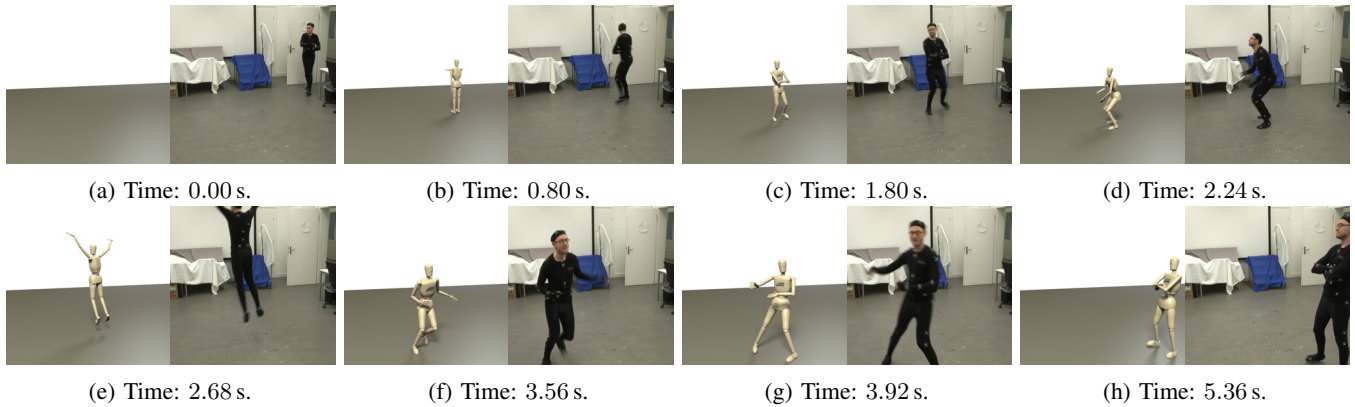 (a) Time: 0.00 s.
(b) Time: 0.80 s.
(c) Time: 1.80 s.
(d) Time: 2.24 s.
(e) Time: 2.68 s.
(f) Time: 3.56 s.
(g) Time: 3.92 s.
(h) Time: 5.36 s.